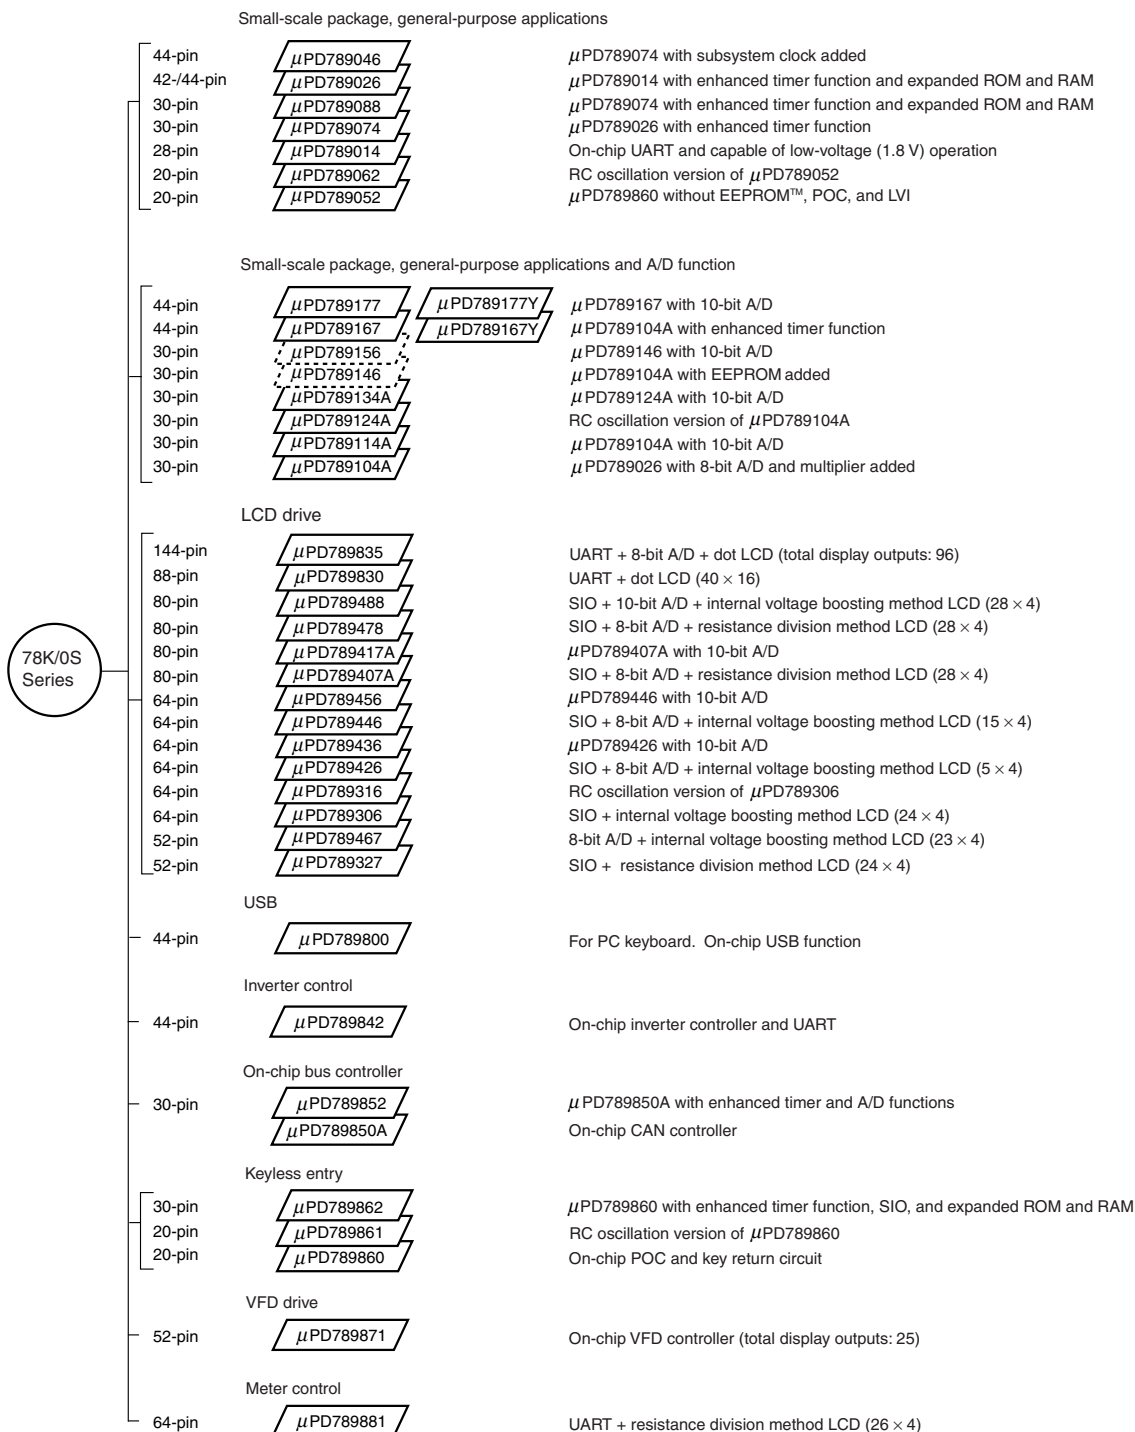 Small-scale package, general-purpose applications
44-pin μPD789046 μPD789074 with subsystem clock added
42-/44-pin μPD789026 μPD789014 with enhanced timer function and expanded ROM and RAM
30-pin μPD789088 μPD789074 with enhanced timer function and expanded ROM and RAM
30-pin μPD789074 μPD789026 with enhanced timer function
28-pin μPD789014 On-chip UART and capable of low-voltage (1.8 V) operation
20-pin μPD789062 RC oscillation version of μPD789052
20-pin μPD789052 μPD789860 without EEPROM™, POC, and LVI
Small-scale package, general-purpose applications and A/D function
44-pin μPD789177 μPD789177Y μPD789167 with 10-bit A/D
44-pin μPD789167 μPD789167Y μPD789104A with enhanced timer function
30-pin μPD789156 μPD789146 with 10-bit A/D
30-pin μPD789146 μPD789104A with EEPROM added
30-pin μPD789134A μPD789124A with 10-bit A/D
30-pin μPD789124A RC oscillation version of μPD789104A
30-pin μPD789114A μPD789104A with 10-bit A/D
30-pin μPD789104A μPD789026 with 8-bit A/D and multiplier added
LCD drive
144-pin μPD789835 UART + 8-bit A/D + dot LCD (total display outputs: 96)
88-pin μPD789830 UART + dot LCD (40 × 16)
80-pin μPD789488 SIO + 10-bit A/D + internal voltage boosting method LCD (28 × 4)
80-pin μPD789478 SIO + 8-bit A/D + resistance division method LCD (28 × 4)
78K/0S
Series
80-pin μPD789417A μPD789407A with 10-bit A/D
80-pin μPD789407A SIO + 8-bit A/D + resistance division method LCD (28 × 4)
64-pin μPD789456 μPD789446 with 10-bit A/D
64-pin μPD789446 SIO + 8-bit A/D + internal voltage boosting method LCD (15 × 4)
64-pin μPD789436 μPD789426 with 10-bit A/D
64-pin μPD789426 SIO + 8-bit A/D + internal voltage boosting method LCD (5 × 4)
64-pin μPD789316 RC oscillation version of μPD789306
64-pin μPD789306 SIO + internal voltage boosting method LCD (24 × 4)
52-pin μPD789467 8-bit A/D + internal voltage boosting method LCD (23 × 4)
52-pin μPD789327 SIO + resistance division method LCD (24 × 4)
USB
44-pin μPD789800 For PC keyboard. On-chip USB function
Inverter control
44-pin μPD789842 On-chip inverter controller and UART
On-chip bus controller
30-pin μPD789852 μPD789850A with enhanced timer and A/D functions
μPD789850A On-chip CAN controller
Keyless entry
30-pin μPD789862 μPD789860 with enhanced timer function, SIO, and expanded ROM and RAM
20-pin μPD789861 RC oscillation version of μPD789860
20-pin μPD789860 On-chip POC and key return circuit
VFD drive
52-pin μPD789871 On-chip VFD controller (total display outputs: 25)
Meter control
64-pin μPD789881 UART + resistance division method LCD (26 × 4)